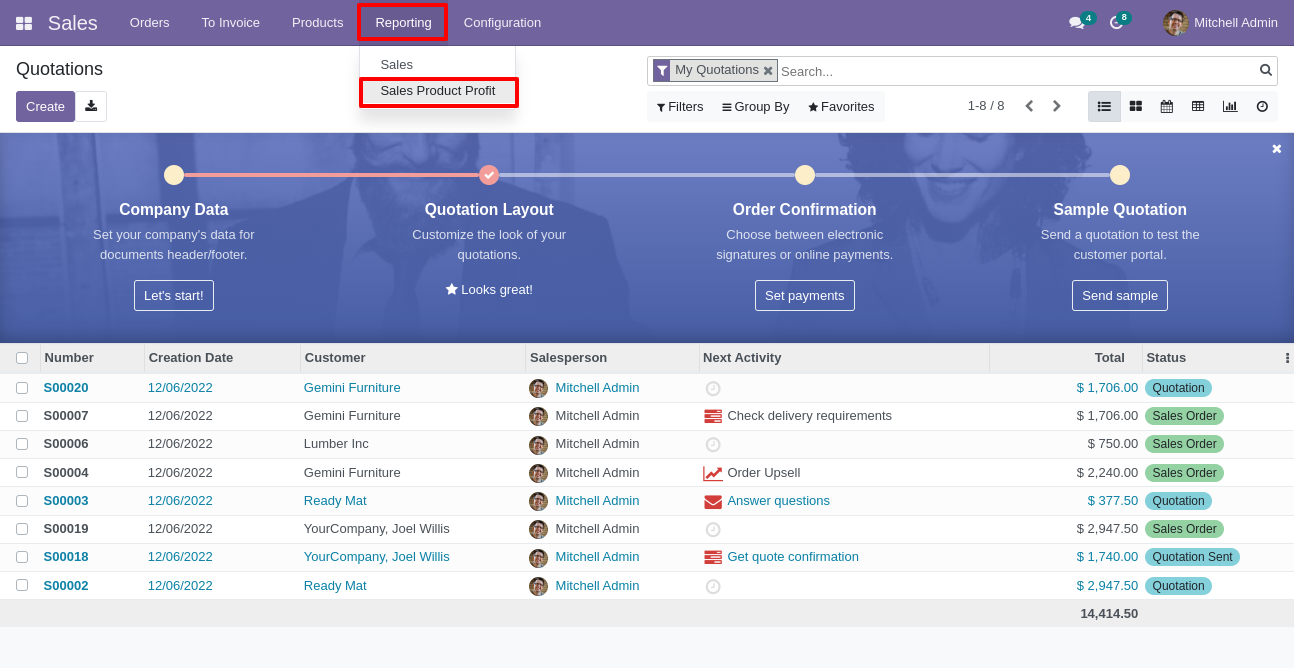 Sales Orders To Invoice Products Reporting Configuration 4 8 Mitchell Admin
Sales
Sales Product Profit
Quotations
My Quotations Search...
Create
Filters Group By Favorites 1-8 / 8
Company Data Quotation Layout Order Confirmation Sample Quotation
Set your company's data for Customize the look of your Choose between electronic Send a quotation to test the
documents header/footer. quotations. signatures or online payments. customer portal.
Let's start! Looks great! Set payments Send sample
Number Creation Date Customer Salesperson Next Activity Total Status
S00020 12/06/2022 Gemini Furniture Mitchell Admin $ 1,706.00 Quotation
S00007 12/06/2022 Gemini Furniture Mitchell Admin Check delivery requirements $ 1,706.00 Sales Order
S00006 12/06/2022 Lumber Inc Mitchell Admin $ 750.00 Sales Order
S00004 12/06/2022 Gemini Furniture Mitchell Admin Order Upsell $ 2,240.00 Sales Order
S00003 12/06/2022 Ready Mat Mitchell Admin Answer questions $ 377.50 Quotation
S00019 12/06/2022 YourCompany, Joel Willis Mitchell Admin $ 2,947.50 Sales Order
S00018 12/06/2022 YourCompany, Joel Willis Mitchell Admin Get quote confirmation $ 1,740.00 Quotation Sent
S00002 12/06/2022 Ready Mat Mitchell Admin $ 2,947.50 Quotation
14,414.50